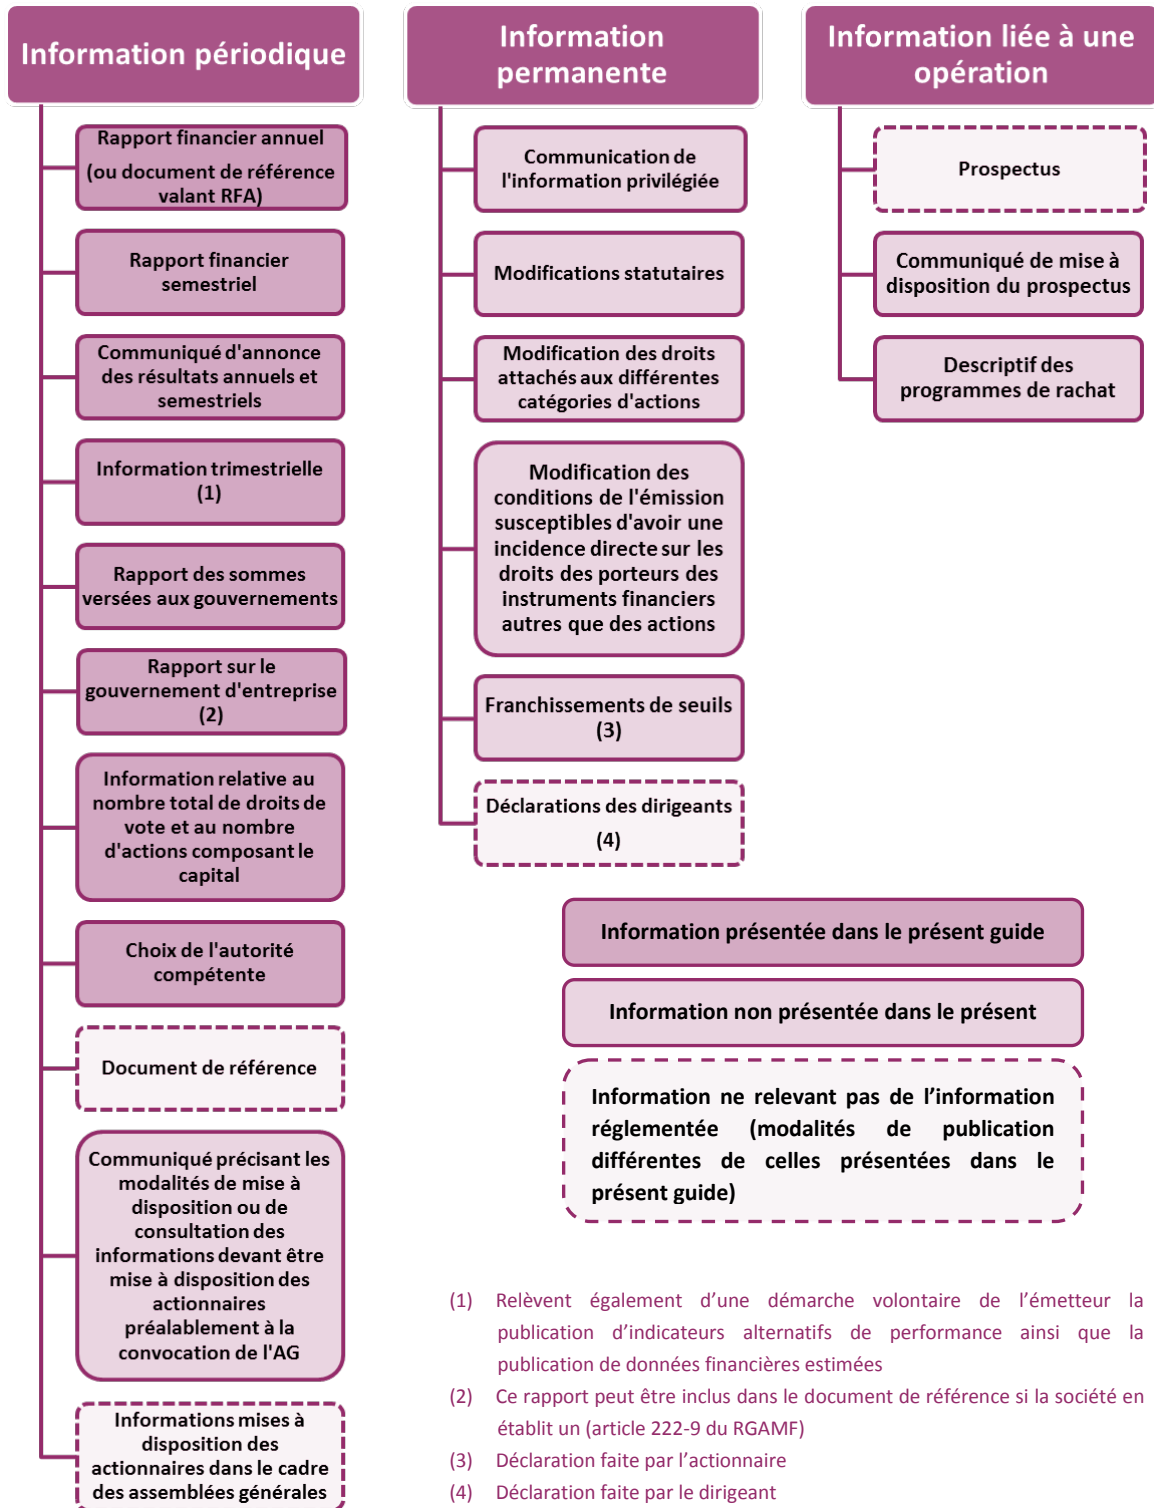 Information périodique
Rapport financier annuel
(ou document de référence
valant RFA)
Rapport financier
semestriel
Communiqué d'annonce
des résultats annuels et
semestriels
Information trimestrielle
(1)
Rapport des sommes
versées aux gouvernements
Rapport sur le
gouvernement d'entreprise
(2)
Information relative au
nombre total de droits de
vote et au nombre
d'actions composant le
capital
Choix de l'autorité
compétente
Document de référence
Communiqué précisant les
modalités de mise à
disposition ou de
consultation des
informations devant être
mise à disposition des
actionnaires
préalablement à la
convocation de l'AG
Informations mises à
disposition des
actionnaires dans le cadre
des assemblées générales
Information
permanente
Communication de
l'information privilégiée
Modifications statutaires
Modification des droits
attachés aux différentes
catégories d'actions
Modification des
conditions de l'émission
susceptibles d'avoir une
incidence directe sur les
droits des porteurs des
instruments financiers
autres que des actions
Franchissements de seuils
(3)
Déclarations des dirigeants
(4)
Information liée à une
opération
Prospectus
Communiqué de mise à
disposition du prospectus
Descriptif des
programmes de rachat
Information présentée dans le présent guide
Information non présentée dans le présent
Information ne relevant pas de l'information
réglementée (modalités de publication
différentes de celles présentées dans le
présent guide)
(1) Relèvent également d'une démarche volontaire de l'émetteur la
publication d'indicateurs alternatifs de performance ainsi que la
publication de données financières estimées
(2) Ce rapport peut être inclus dans le document de référence si la société en
établit un (article 222-9 du RGAMF)
(3) Déclaration faite par l'actionnaire
(4) Déclaration faite par le dirigeant